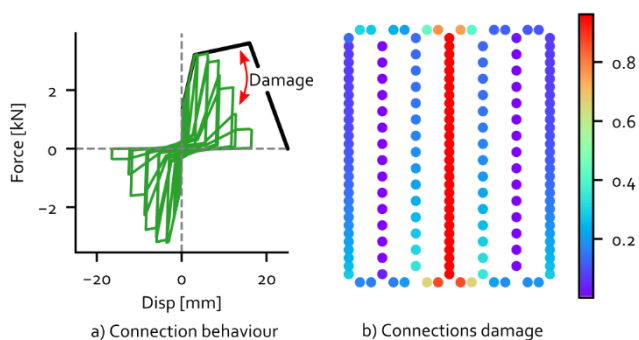 Force [kN]
2
0
−2
Damage
−20
0
20
Disp [mm]
a) Connection behaviour
0.8
0.6
0.4
0.2
b) Connections damage